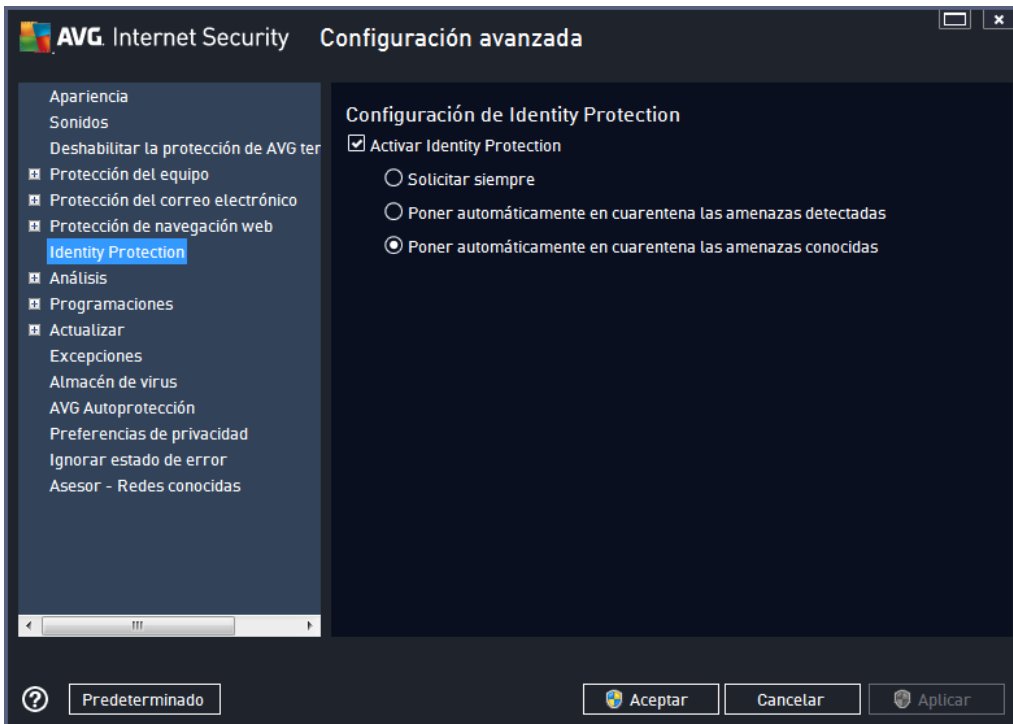 AVG. Internet Security Configuración avanzada
Apariencia
Sonidos
Deshabilitar la protección de AVG ter
Protección del equipo
Protección del correo electrónico
Protección de navegación web
Identity Protection
Análisis
Programaciones
Actualizar
Excepciones
Almacén de virus
AVG Autoprotección
Preferencias de privacidad
Ignorar estado de error
Asesor - Redes conocidas
Configuración de Identity Protection
Activar Identity Protection
Solicitar siempre
Poner automáticamente en cuarentena las amenazas detectadas
Poner automáticamente en cuarentena las amenazas conocidas
? Predeterminado Aceptar Cancelar Aplicar